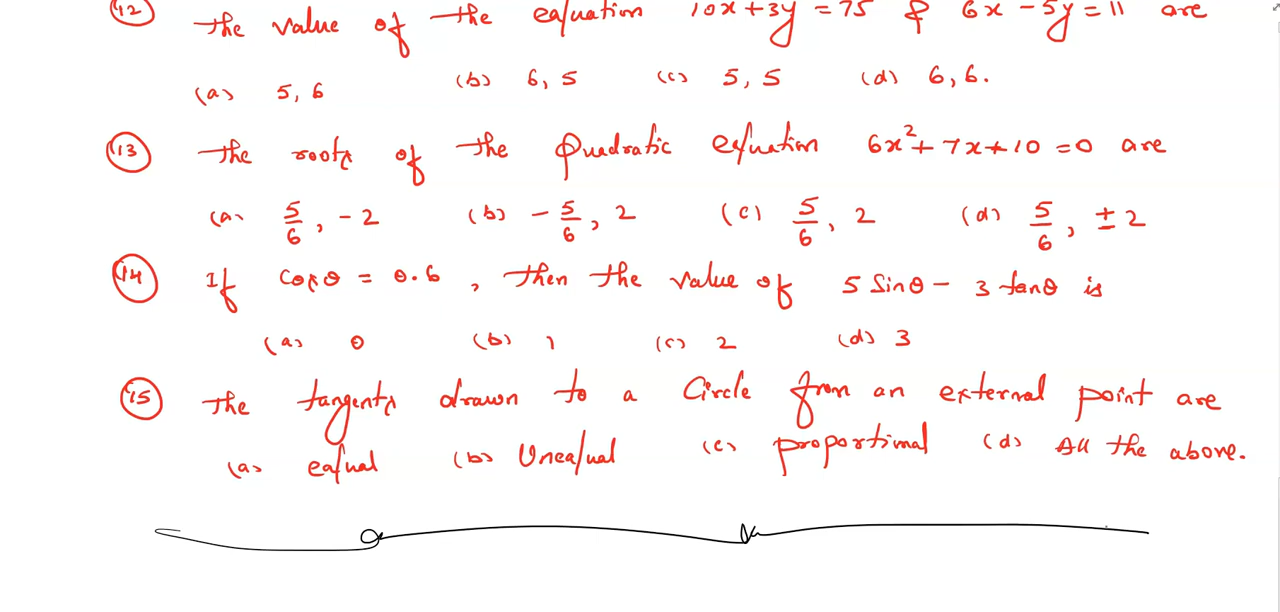 (12) The value of the equation 10x + 3y = 75 & 6x - 5y = 11 are
(a) 5, 6 (b) 6, 5 (c) 5, 5 (d) 6, 6.
(13) The roots of the quadratic equation 6x² + 7x + 10 = 0 are
(a) 5/6, -2 (b) -5/6, 2 (c) 5/6, 2 (d) 5/6, ±2
(14) If cosθ = 0.6, then the value of 5 sinθ - 3 tanθ is
(a) 0 (b) 1 (c) 2 (d) 3
(15) The tangents drawn to a circle from an external point are
(a) equal (b) Unequal (c) proportional (d) All the above.